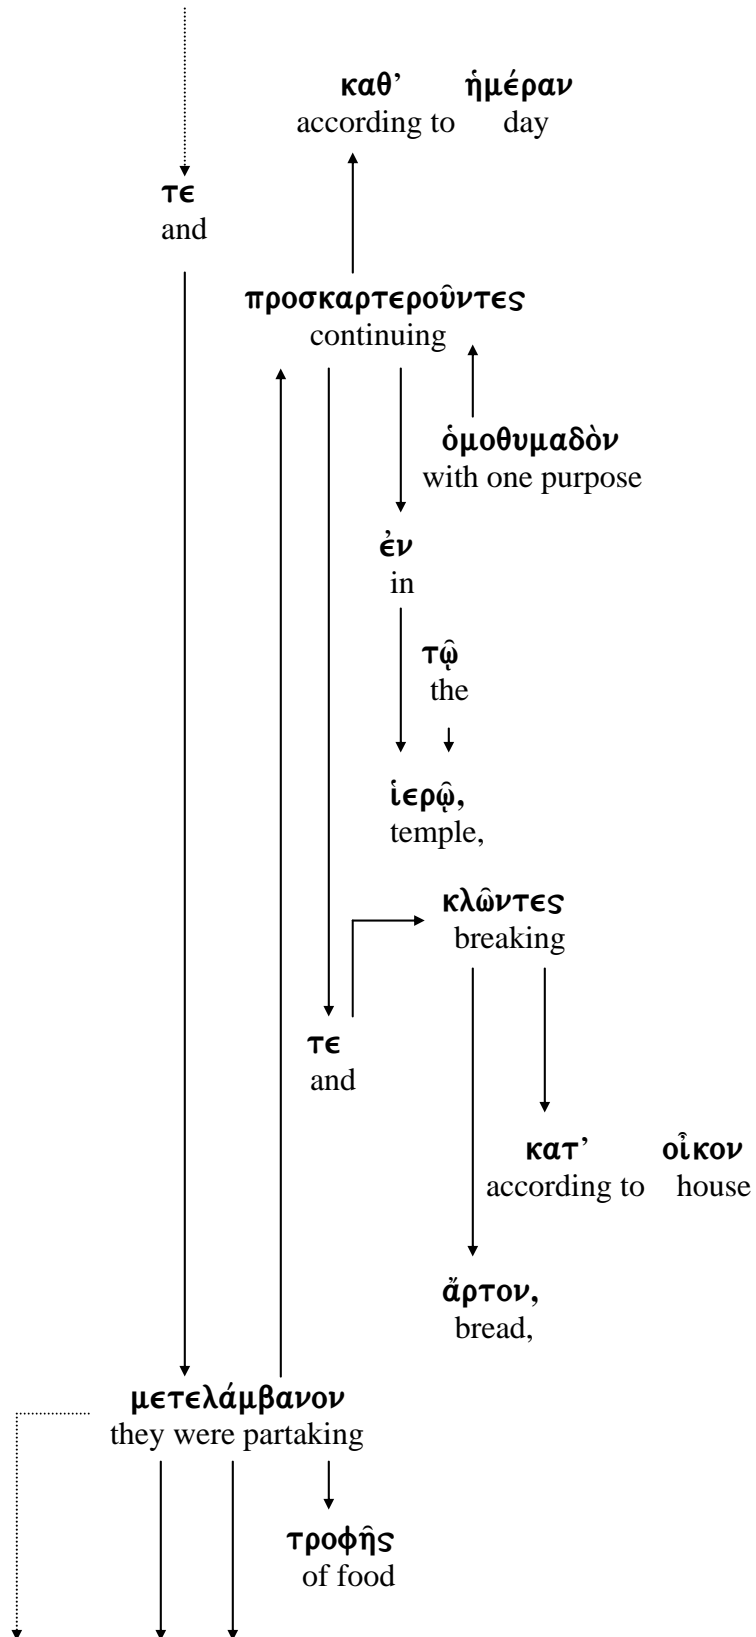 καθ’ ἡμέραν
according to day
τε
and
προσκαρτεροῦντες
continuing
ὁμοθυμαδὸν
with one purpose
ἐν
in
τῷ
the
ἱερῷ,
temple,
κλῶντες
breaking
τε
and
κατ’ οἶκον
according to house
ἄρτον,
bread,
μετελάμβανον
they were partaking
τροφῆς
of food